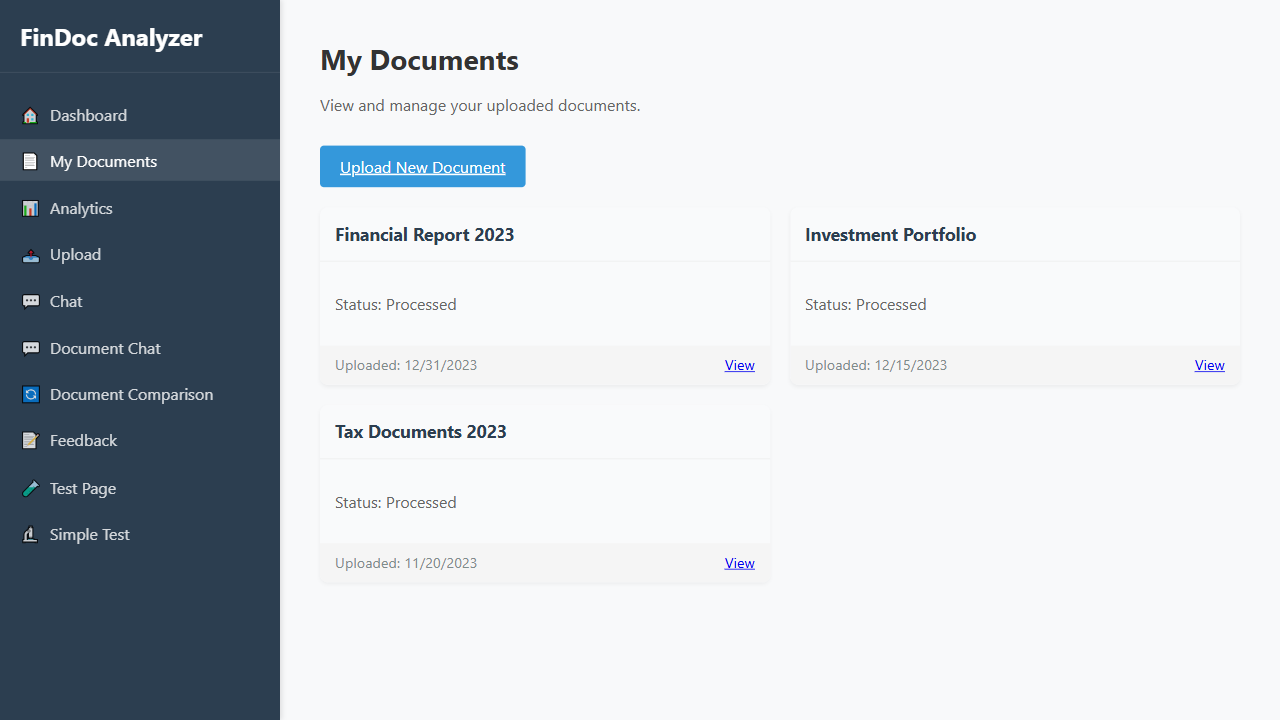 FinDoc Analyzer
Dashboard
My Documents
Analytics
Upload
Chat
Document Chat
Document Comparison
Feedback
Test Page
Simple Test
My Documents
View and manage your uploaded documents.
Upload New Document
Financial Report 2023
Status: Processed
Uploaded: 12/31/2023
View
Investment Portfolio
Status: Processed
Uploaded: 12/15/2023
View
Tax Documents 2023
Status: Processed
Uploaded: 11/20/2023
View